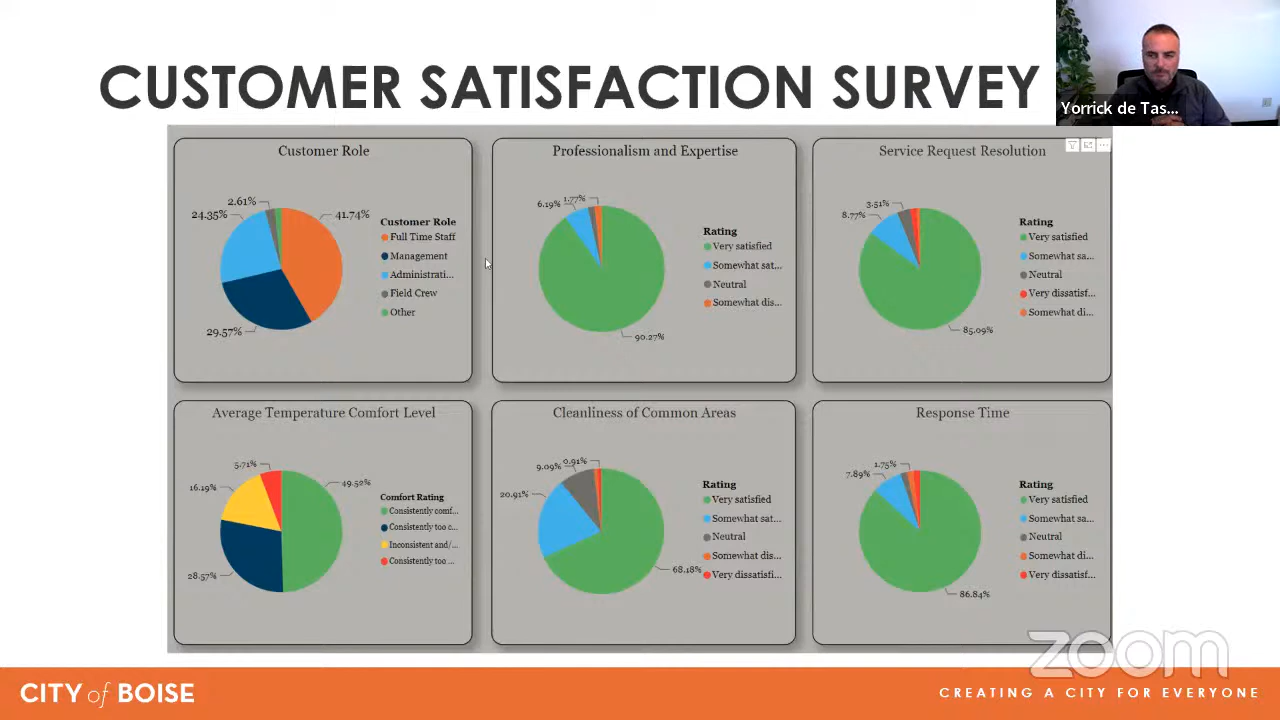 CUSTOMER SATISFACTION SURVEY
Yorrick de Tas...
Customer Role
2.61%
24.35%
41.74%
29.57%
Customer Role
Full Time Staff
Management
Administrati...
Field Crew
Other
Professionalism and Expertise
1.77%
6.19%
90.27%
Rating
Very satisfied
Somewhat sat...
Neutral
Somewhat dis...
Service Request Resolution
3.51%
8.77%
85.09%
Rating
Very satisfied
Somewhat sa...
Neutral
Very dissatisf...
Somewhat di...
Average Temperature Comfort Level
5.71%
16.19%
49.52%
28.57%
Comfort Rating
Consistently comf...
Consistently too c...
Inconsistent and/...
Consistently too ...
Cleanliness of Common Areas
0.91%
9.09%
20.91%
68.18%
Rating
Very satisfied
Somewhat sat...
Neutral
Somewhat dis...
Very dissatisfi...
Response Time
1.75%
7.89%
86.84%
Rating
Very satisfied
Somewhat sa...
Neutral
Somewhat di...
Very dissatisf...
zoom
CITY of BOISE
CREATING A CITY FOR EVERYONE